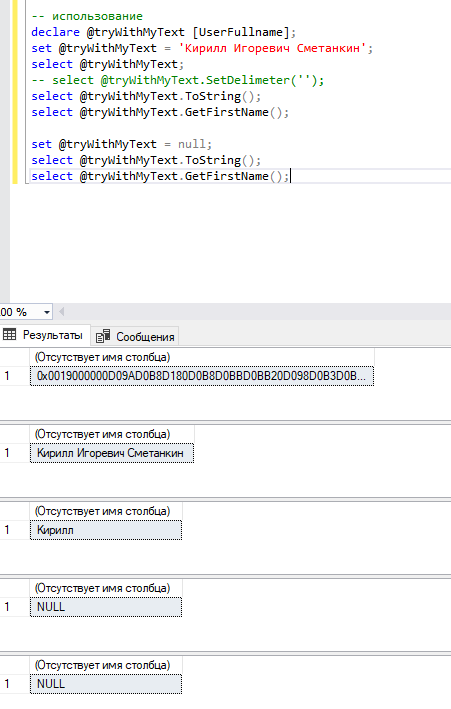 -- использование
declare @tryWithMyText [UserFullname];
set @tryWithMyText = 'Кирилл Игоревич Сметанкин';
select @tryWithMyText;
-- select @tryWithMyText.SetDelimeter('');
select @tryWithMyText.ToString();
select @tryWithMyText.GetFirstName();
set @tryWithMyText = null;
select @tryWithMyText.ToString();
select @tryWithMyText.GetFirstName();
00 %
Результаты
Сообщения
(Отсутствует имя столбца)
1 0x0019000000D09AD0B8D180D0B8D0BBD0BB20D098D0B3D0B...
(Отсутствует имя столбца)
1 Кирилл Игоревич Сметанкин
(Отсутствует имя столбца)
1 Кирилл
(Отсутствует имя столбца)
1 NULL
(Отсутствует имя столбца)
1 NULL